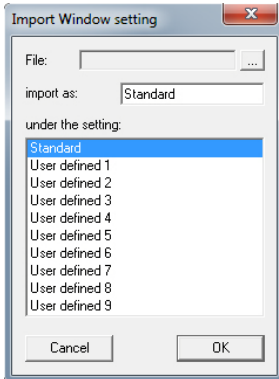 Import Window setting
File:
...
import as: Standard
under the setting:
Standard
User defined 1
User defined 2
User defined 3
User defined 4
User defined 5
User defined 6
User defined 7
User defined 8
User defined 9
Cancel OK